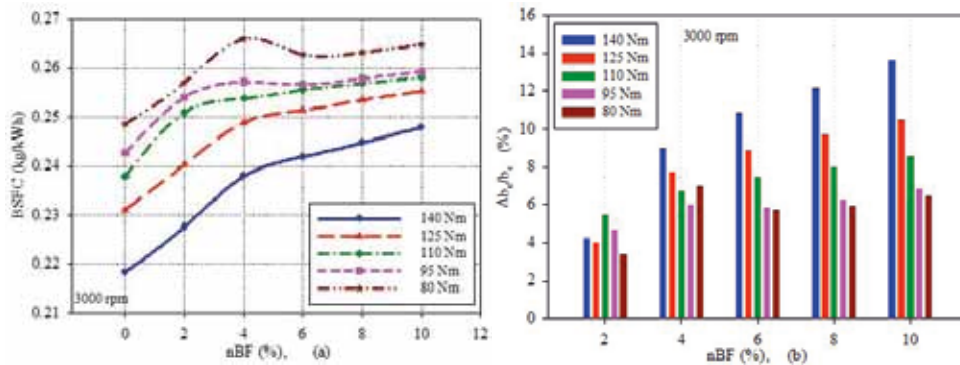 0.27
0.26
0.25
0.24
0.23
0.22
0.21
BSFC (kg/kWh)
140 Nm
125 Nm
110 Nm
95 Nm
80 Nm
3000 rpm
0 2 4 6 8 10 12
nBF (%), (a)
16
14
12
10
8
6
4
2
0
(%)
140 Nm
125 Nm
110 Nm
95 Nm
80 Nm
3000 rpm
2 4 6 8 10
nBF (%), (b)